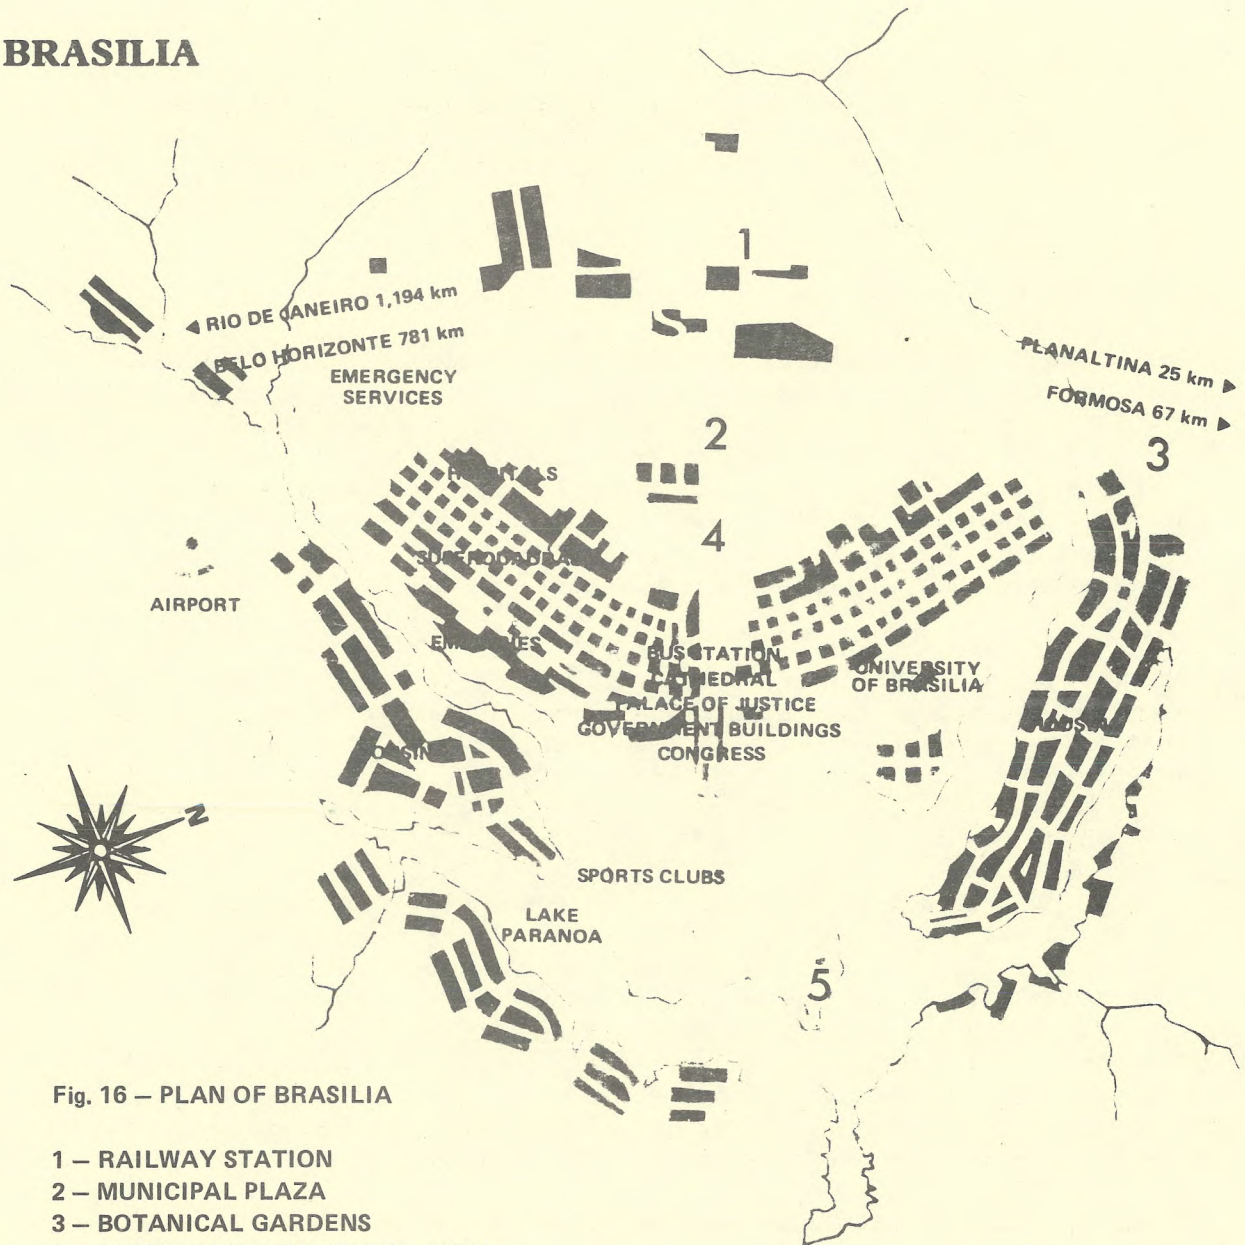 BRASILIA
1
◄ RIO DE JANEIRO 1,194 km
BELO HORIZONTE 781 km
EMERGENCY
SERVICES
PLANALTINA 25 km ►
FORMOSA 67 km ►
2
3
HOSPITALS
4
AIRPORT
BUS STATION
CATHEDRAL
PALACE OF JUSTICE
GOVERNMENT BUILDINGS
CONGRESS
UNIVERSITY
OF BRASILIA
HOUSING
N
SPORTS CLUBS
LAKE
PARANOA
5
Fig. 16 – PLAN OF BRASILIA
1 – RAILWAY STATION
2 – MUNICIPAL PLAZA
3 – BOTANICAL GARDENS